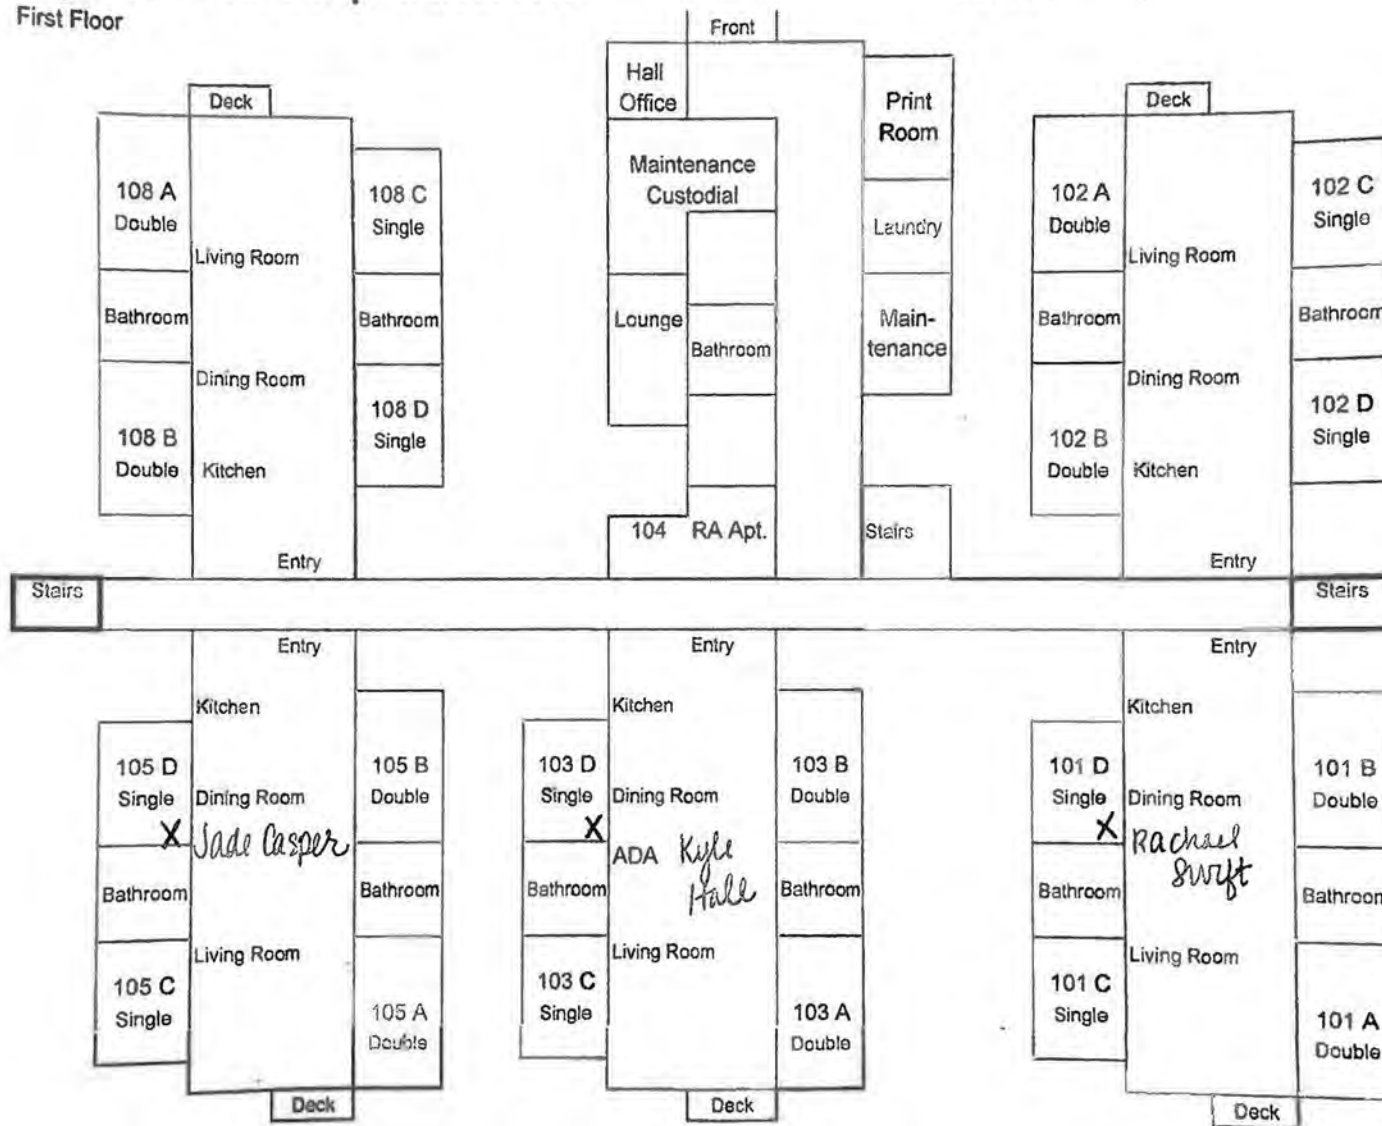 First Floor
Front
Deck
Hall
Office
Print
Room
Deck
108 A
Double
108 C
Single
Maintenance
Custodial
Laundry
102 A
Double
102 C
Single
Living Room
Living Room
Bathroom
Bathroom
Lounge
Bathroom
Main-
tenance
Bathroom
Bathroom
Dining Room
Dining Room
108 B
Double
108 D
Single
102 B
Double
102 D
Single
Kitchen
Kitchen
104 RA Apt.
Stairs
Entry
Entry
Stairs
Stairs
Entry
Entry
Entry
Kitchen
Kitchen
Kitchen
105 D
Single
Dining Room
105 B
Double
103 D
Single
Dining Room
103 B
Double
101 D
Single
Dining Room
101 B
Double
X Jade Casper
X
ADA Kyle
Hall
X Rachael
Swift
Bathroom
Bathroom
Bathroom
Bathroom
Bathroom
Bathroom
Living Room
Living Room
Living Room
105 C
Single
105 A
Double
103 C
Single
103 A
Double
101 C
Single
101 A
Double
Deck
Deck
Deck